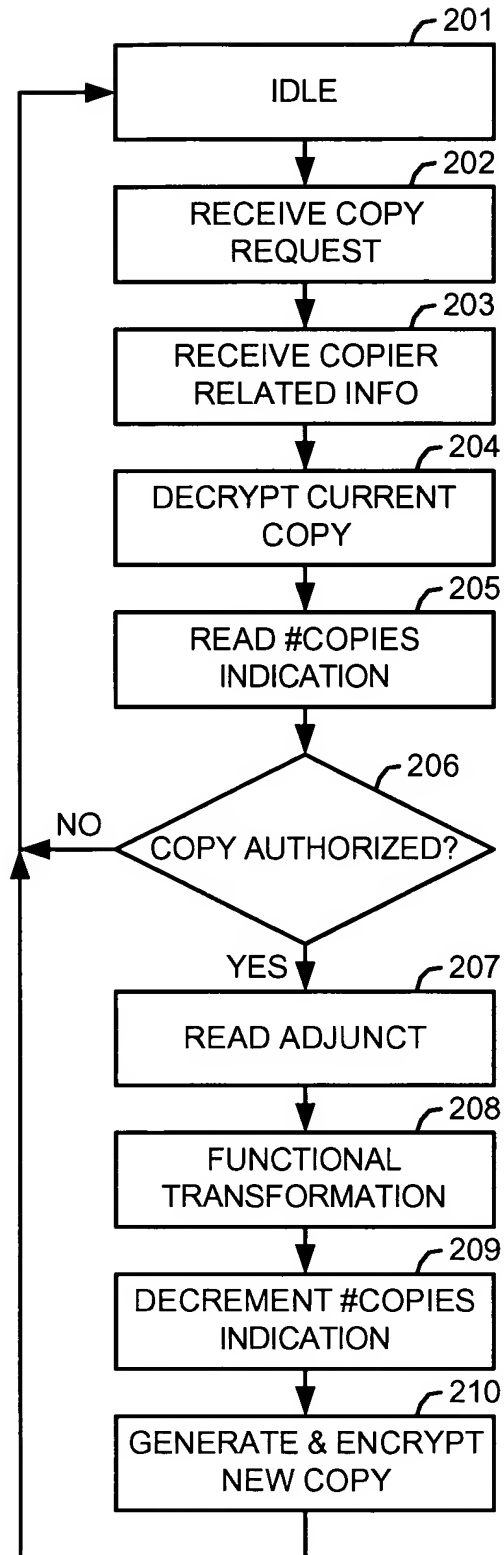 201
IDLE
202
RECEIVE COPY
REQUEST
203
RECEIVE COPIER
RELATED INFO
204
DECRYPT CURRENT
COPY
205
READ #COPIES
INDICATION
206
NO
COPY AUTHORIZED?
YES
207
READ ADJUNCT
208
FUNCTIONAL
TRANSFORMATION
209
DECREMENT #COPIES
INDICATION
210
GENERATE & ENCRYPT
NEW COPY